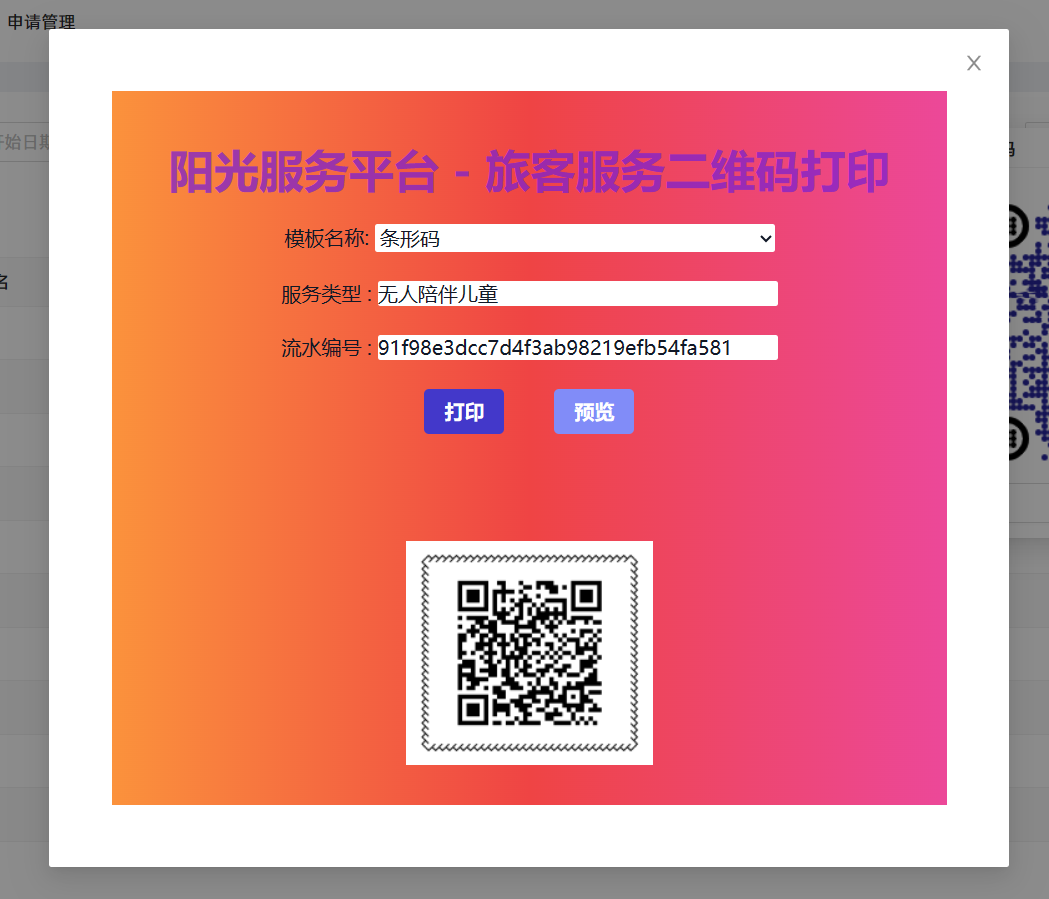 申请管理
开始日期
码
名
阳光服务平台 - 旅客服务二维码打印
模板名称: 条形码
服务类型 : 无人陪伴儿童
流水编号 : 91f98e3dcc7d4f3ab98219efb54fa581
打印 预览